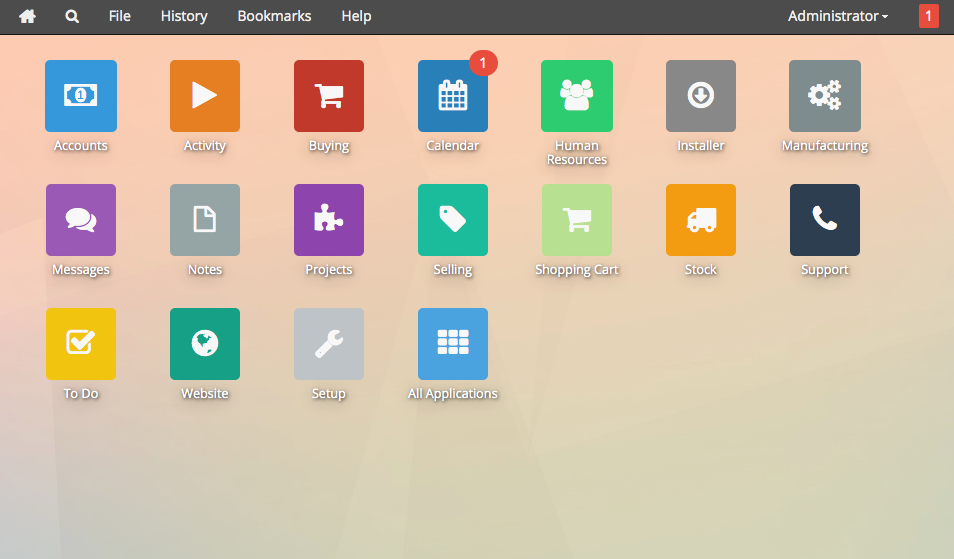 File History Bookmarks Help Administrator 1
1
1
Accounts Activity Buying Calendar Human Resources Installer Manufacturing
Messages Notes Projects Selling Shopping Cart Stock Support
To Do Website Setup All Applications